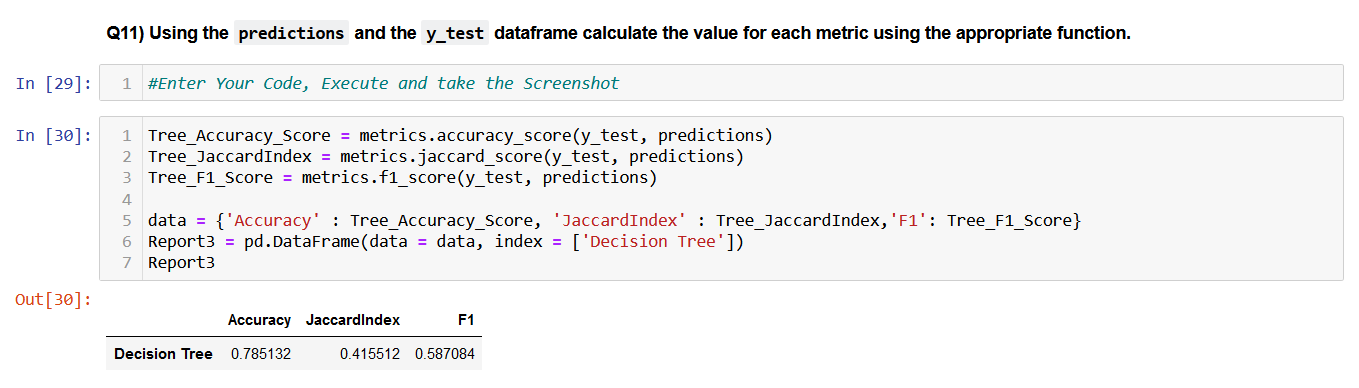 Q11) Using the predictions and the y_test dataframe calculate the value for each metric using the appropriate function.
In [29]: 1 #Enter Your Code, Execute and take the Screenshot
In [30]: 1 Tree_Accuracy_Score = metrics.accuracy_score(y_test, predictions)
2 Tree_JaccardIndex = metrics.jaccard_score(y_test, predictions)
3 Tree_F1_Score = metrics.f1_score(y_test, predictions)
4
5 data = {'Accuracy' : Tree_Accuracy_Score, 'JaccardIndex' : Tree_JaccardIndex,'F1': Tree_F1_Score}
6 Report3 = pd.DataFrame(data = data, index = ['Decision Tree'])
7 Report3
Out[30]:
Accuracy JaccardIndex F1
Decision Tree 0.785132 0.415512 0.587084